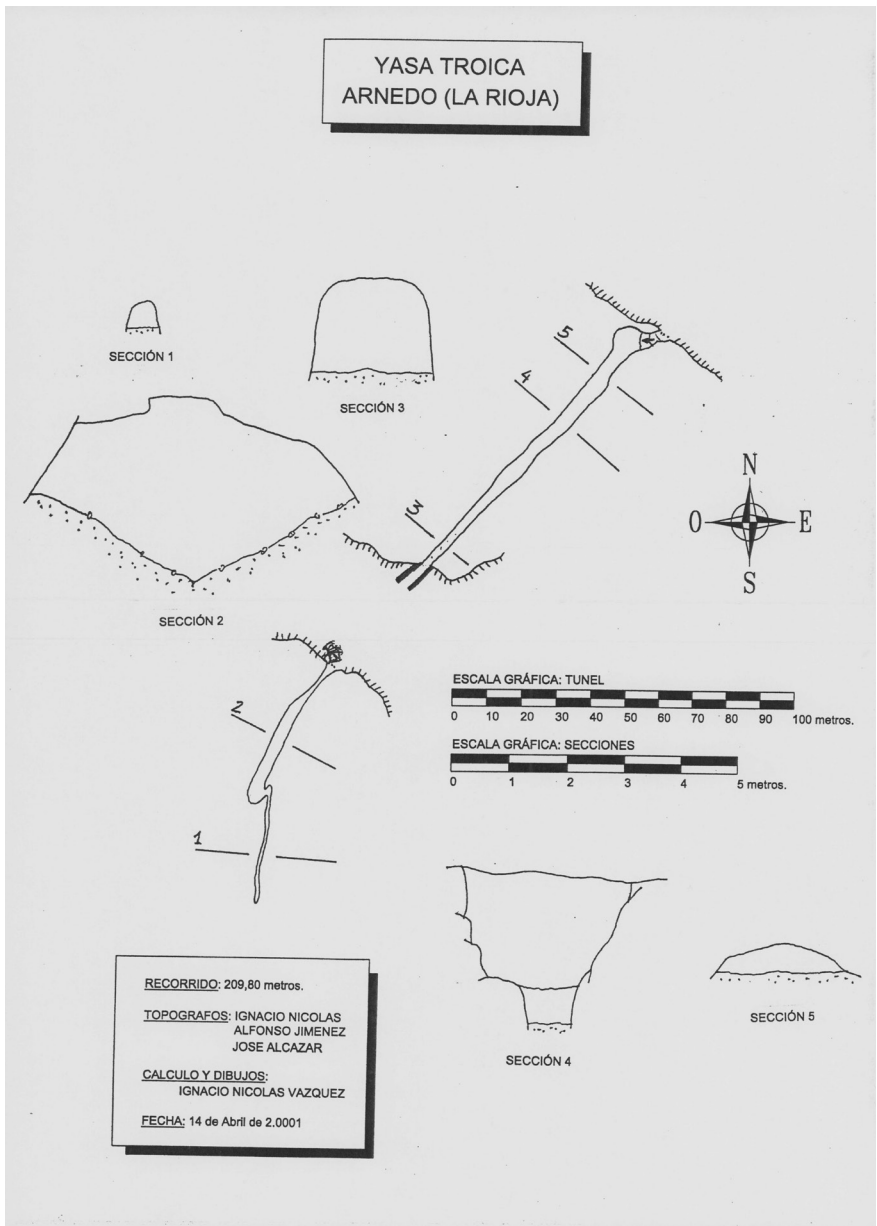 YASA TROICA
ARNEDO (LA RIOJA)
SECCIÓN 1
SECCIÓN 3
5
4
3
SECCIÓN 2
N
O
E
S
2
1
ESCALA GRÁFICA: TUNEL
0 10 20 30 40 50 60 70 80 90 100 metros.
ESCALA GRÁFICA: SECCIONES
0 1 2 3 4 5 metros.
SECCIÓN 4
SECCIÓN 5
RECORRIDO: 209,80 metros.
TOPOGRAFOS: IGNACIO NICOLAS
ALFONSO JIMENEZ
JOSE ALCAZAR
CALCULO Y DIBUJOS:
IGNACIO NICOLAS VAZQUEZ
FECHA: 14 de Abril de 2.0001